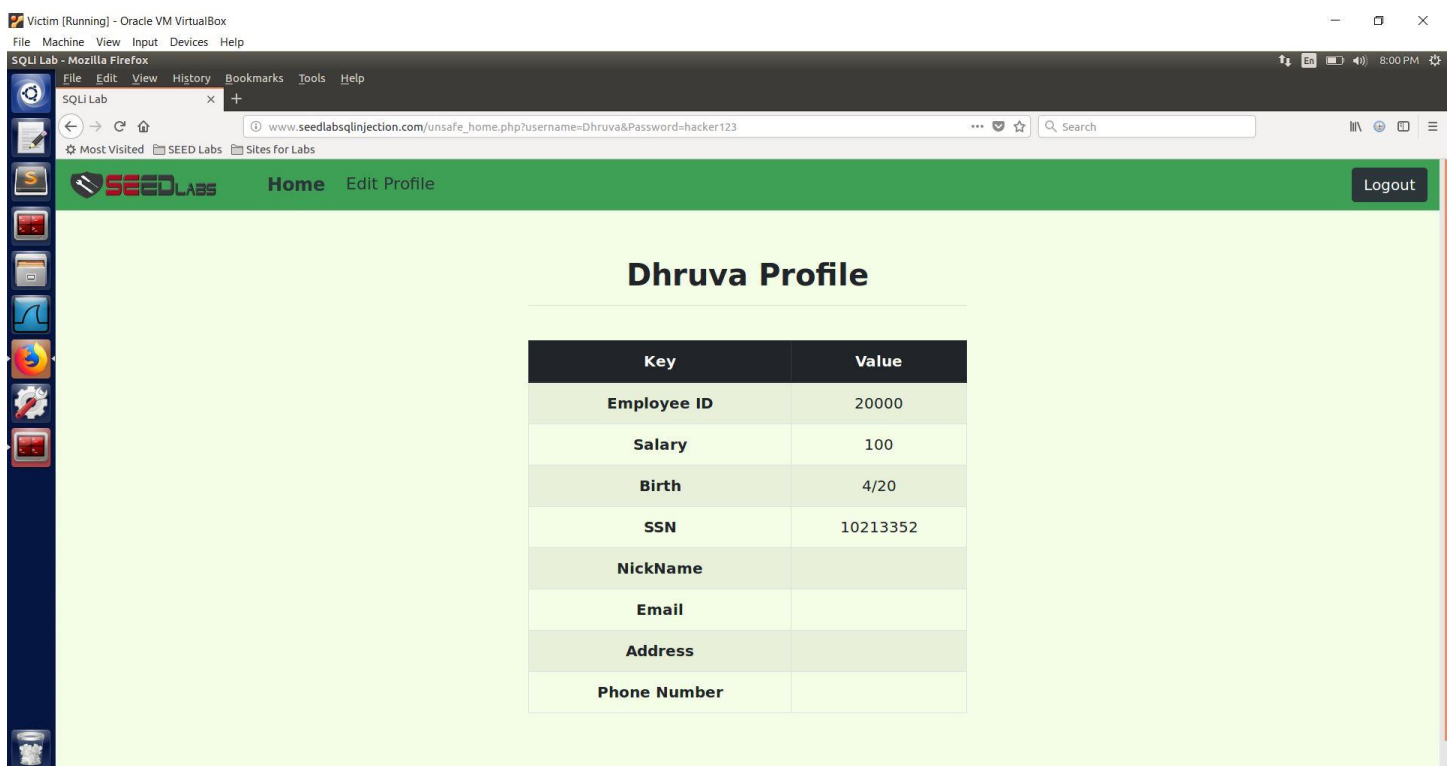 Victim [Running] - Oracle VM VirtualBox
File Machine View Input Devices Help
SQLi Lab - Mozilla Firefox
En 8:00 PM
File Edit View History Bookmarks Tools Help
SQLi Lab
www.seedlabsqlinjection.com/unsafe_home.php?username=Dhruva&Password=hacker123
Search
Most Visited SEED Labs Sites for Labs
SEEDLABS Home Edit Profile Logout
Dhruva Profile
Key Value
Employee ID 20000
Salary 100
Birth 4/20
SSN 10213352
NickName
Email
Address
Phone Number